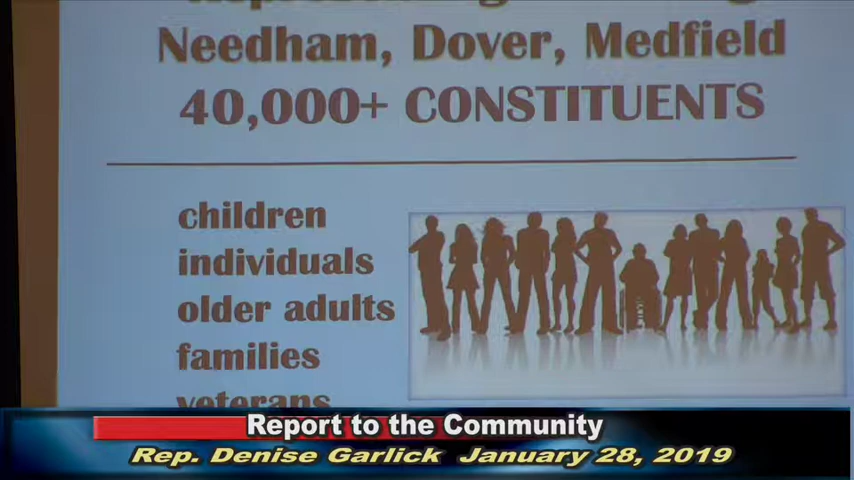 Needham, Dover, Medfield
40,000+ CONSTITUENTS
children
individuals
older adults
families
veterans
Report to the Community
Rep. Denise Garlick January 28, 2019